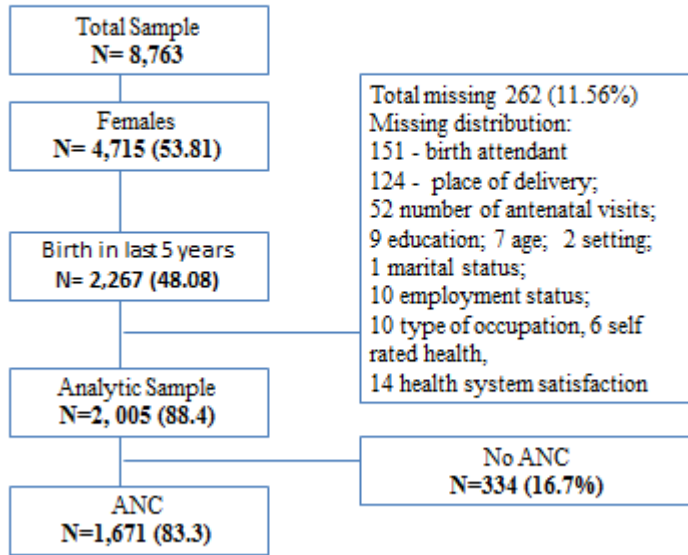 Total Sample
N= 8,763
Females
N= 4,715 (53.81)
Birth in last 5 years
N= 2,267 (48.08)
Total missing 262 (11.56%)
Missing distribution:
151 - birth attendant
124 - place of delivery;
52 number of antenatal visits;
9 education; 7 age; 2 setting;
1 marital status;
10 employment status;
10 type of occupation, 6 self
rated health,
14 health system satisfaction
Analytic Sample
N=2, 005 (88.4)
No ANC
N=334 (16.7%)
ANC
N=1,671 (83.3)